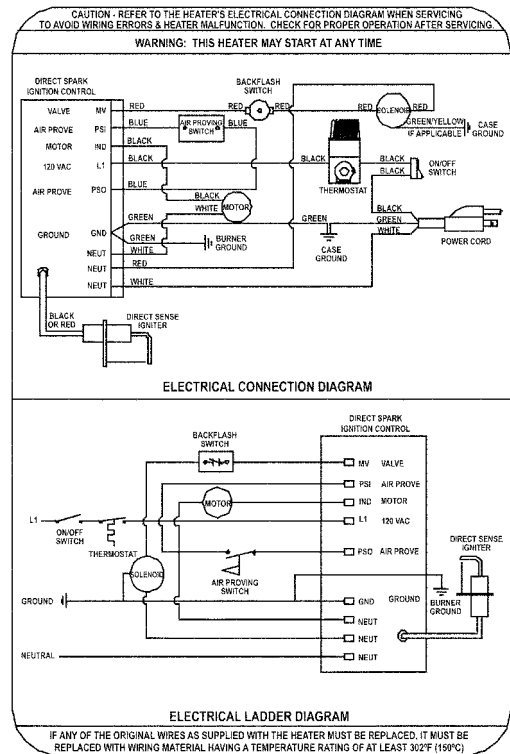 CAUTION - REFER TO THE HEATER'S ELECTRICAL CONNECTION DIAGRAM WHEN SERVICING
TO AVOID WIRING ERRORS & HEATER MALFUNCTION. CHECK FOR PROPER OPERATION AFTER SERVICING.
WARNING: THIS HEATER MAY START AT ANY TIME
DIRECT SPARK
IGNITION CONTROL
BACKFLASH
SWITCH
VALVE MV RED RED RED SOLENOID RED
AIR PROVE PSI BLUE AIR PROVING
SWITCH BLUE
GREEN/YELLOW
IF APPLICABLE
CASE
GROUND
MOTOR IND BLACK
120 VAC L1 BLACK BLACK THERMOSTAT BLACK
BLACK
ON/OFF
SWITCH
AIR PROVE PSO BLUE
BLACK
WHITE MOTOR
BLACK
GREEN GREEN GREEN
WHITE
POWER CORD
GROUND GND
GREEN BURNER
GROUND
CASE
GROUND
NEUT WHITE
NEUT RED
NEUT WHITE
BLACK
OR RED
DIRECT SENSE
IGNITER
ELECTRICAL CONNECTION DIAGRAM
DIRECT SPARK
IGNITION CONTROL
BACKFLASH
SWITCH
MV VALVE
PSI AIR PROVE
MOTOR IND MOTOR
L1 L1 120 VAC
ON/OFF
SWITCH
THERMOSTAT
PSO AIR PROVE
DIRECT SENSE
IGNITER
SOLENOID
AIR PROVING
SWITCH
GROUND GND GROUND
BURNER
GROUND
NEUT
NEUT
NEUTRAL NEUT
ELECTRICAL LADDER DIAGRAM
IF ANY OF THE ORIGINAL WIRES AS SUPPLIED WITH THE HEATER MUST BE REPLACED, IT MUST BE
REPLACED WITH WIRING MATERIAL HAVING A TEMPERATURE RATING OF AT LEAST 302ºF (150ºC)